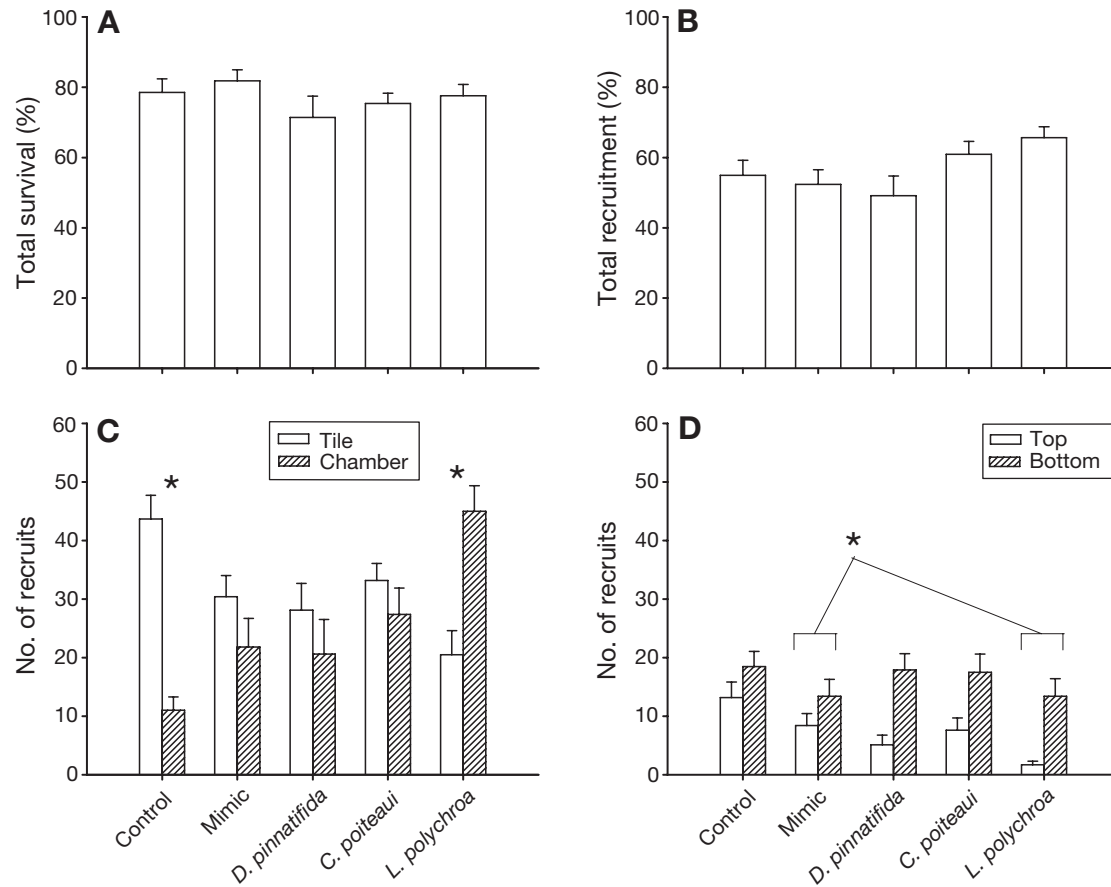 A
Total survival (%)
100
80
60
40
20
0
B
Total recruitment (%)
100
80
60
40
20
0
C
No. of recruits
60
50
40
30
20
10
0
Tile
Chamber
*
*
Control
Mimic
D. pinnatifida
C. poiteaui
L. polychroa
D
No. of recruits
60
50
40
30
20
10
0
Top
Bottom
*
Control
Mimic
D. pinnatifida
C. poiteaui
L. polychroa